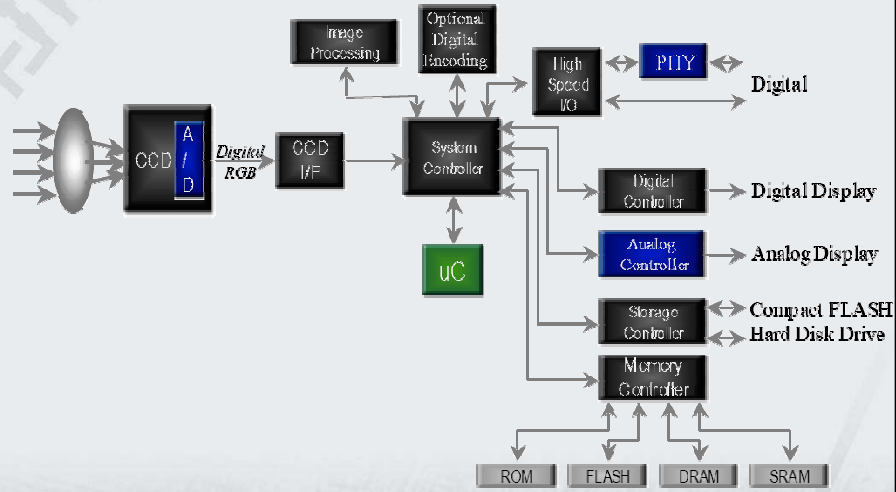 Image
Processing
Optional
Digital
Encoding
High
Speed
I/O
PHY
Digital
CCD
A
/
D
Digital
RGB
CCD
I/F
System
Controller
Digital
Controller
Digital Display
uC
Analog
Controller
Analog Display
Storage
Controller
Compact FLASH
Hard Disk Drive
Memory
Controller
ROM
FLASH
DRAM
SRAM